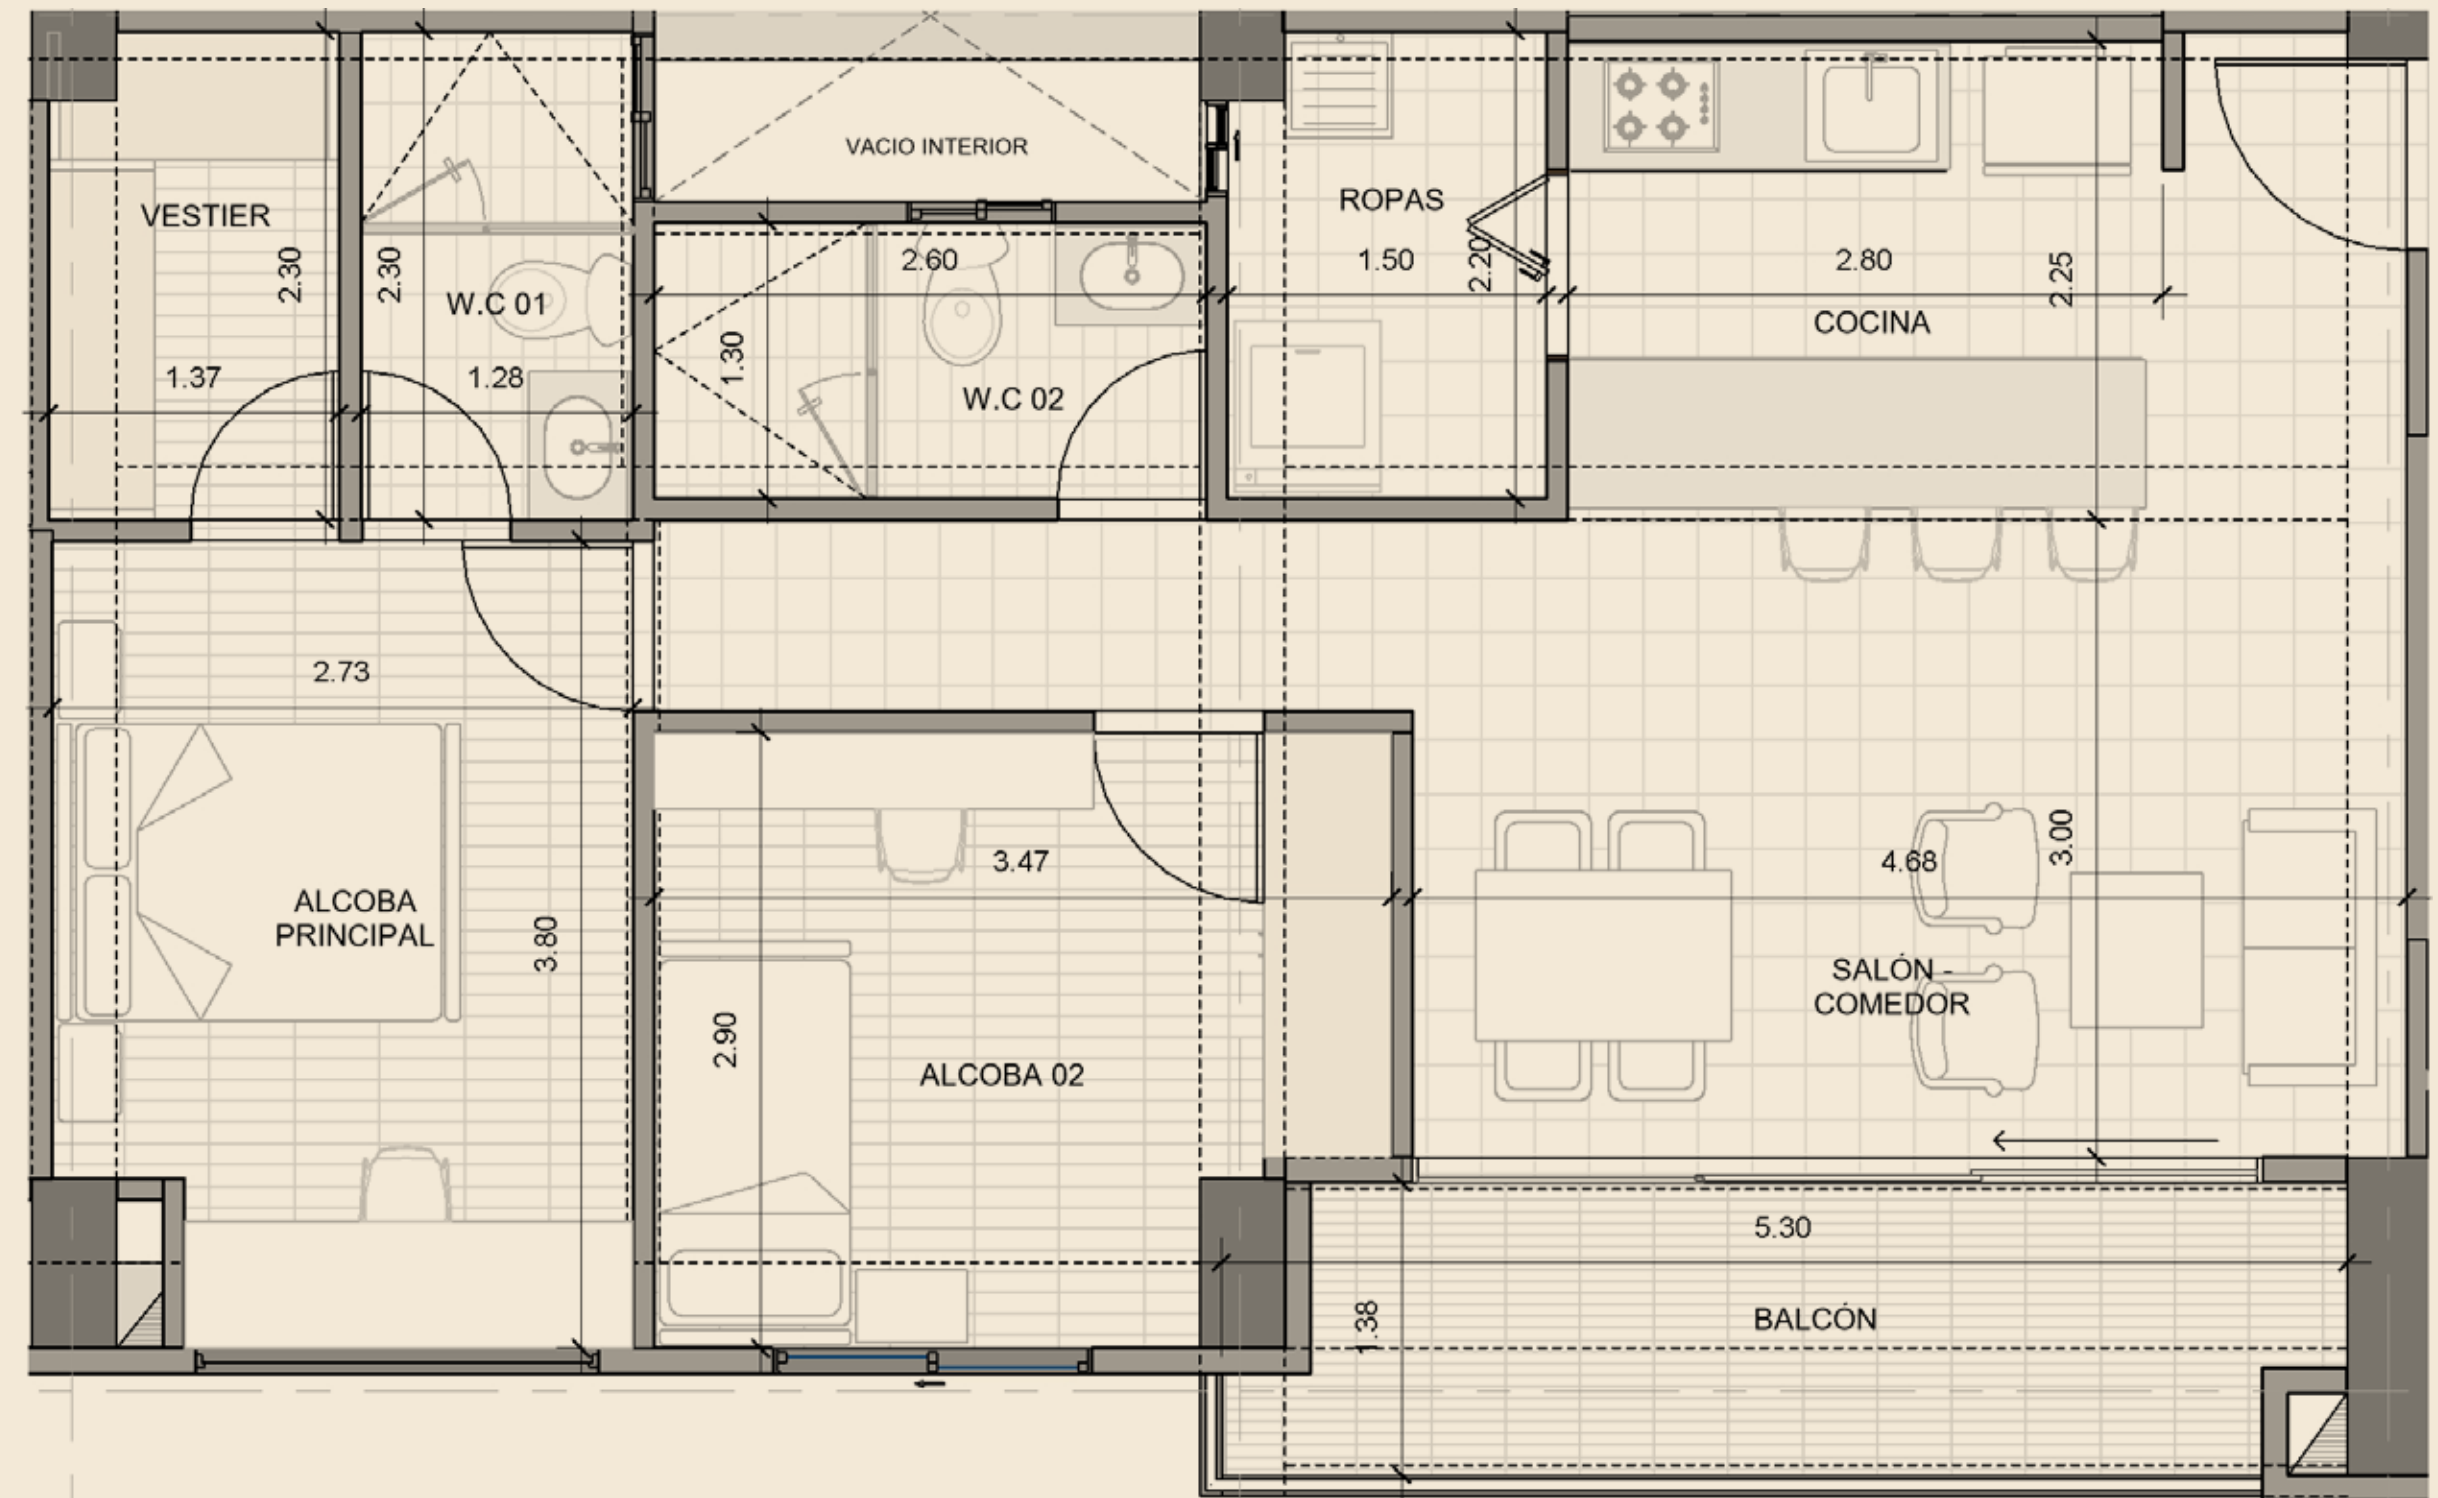 VACIO INTERIOR
VESTIER
2.30
1.37
2.30
W.C 01
1.28
2.60
1.30
W.C 02
ROPAS
1.50
2.20
2.80
2.25
COCINA
2.73
ALCOBA
PRINCIPAL
3.80
3.47
2.90
ALCOBA 02
4.68
3.00
SALÓN -
COMEDOR
5.30
1.38
BALCÓN